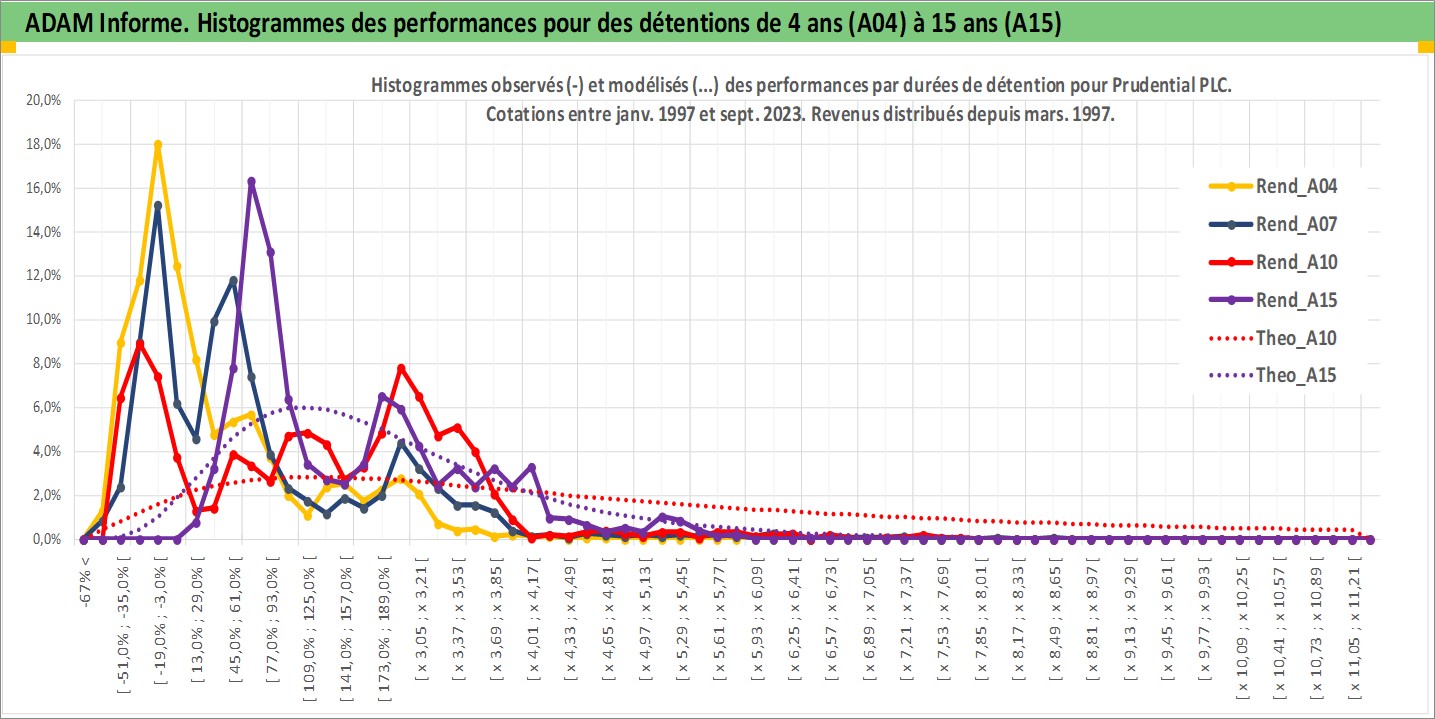 ADAM Informe. Histogrammes des performances pour des détentions de 4 ans (A04) à 15 ans (A15)
Histogrammes observés (-) et modélisés (...) des performances par durées de détention pour Prudential PLC.
Cotations entre janv. 1997 et sept. 2023. Revenus distribués depuis mars. 1997.
20,0%
18,0%
16,0%
14,0%
12,0%
10,0%
8,0%
6,0%
4,0%
2,0%
0,0%
Rend_A04
Rend_A07
Rend_A10
Rend_A15
Theo_A10
Theo_A15
-67% <
[ -51,0% ; -35,0% [
[ -19,0% ; -3,0% [
[ 13,0% ; 29,0% [
[ 45,0% ; 61,0% [
[ 77,0% ; 93,0% [
[ 109,0% ; 125,0% [
[ 141,0% ; 157,0% [
[ 173,0% ; 189,0% [
[ x 3,05 ; x 3,21 [
[ x 3,37 ; x 3,53 [
[ x 3,69 ; x 3,85 [
[ x 4,01 ; x 4,17 [
[ x 4,33 ; x 4,49 [
[ x 4,65 ; x 4,81 [
[ x 4,97 ; x 5,13 [
[ x 5,29 ; x 5,45 [
[ x 5,61 ; x 5,77 [
[ x 5,93 ; x 6,09 [
[ x 6,25 ; x 6,41 [
[ x 6,57 ; x 6,73 [
[ x 6,89 ; x 7,05 [
[ x 7,21 ; x 7,37 [
[ x 7,53 ; x 7,69 [
[ x 7,85 ; x 8,01 [
[ x 8,17 ; x 8,33 [
[ x 8,49 ; x 8,65 [
[ x 8,81 ; x 8,97 [
[ x 9,13 ; x 9,29 [
[ x 9,45 ; x 9,61 [
[ x 9,77 ; x 9,93 [
[ x 10,09 ; x 10,25 [
[ x 10,41 ; x 10,57 [
[ x 10,73 ; x 10,89 [
[ x 11,05 ; x 11,21 [